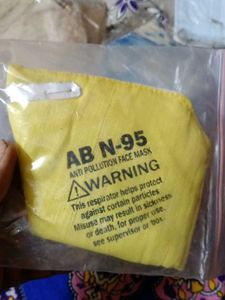 AB N-95
ANTI POLLUTION FACE MASK
⚠WARNING
This respirator helps protect
against certain particles.
Misuse may result in sickness
or death, for proper use,
see supervisor or box.